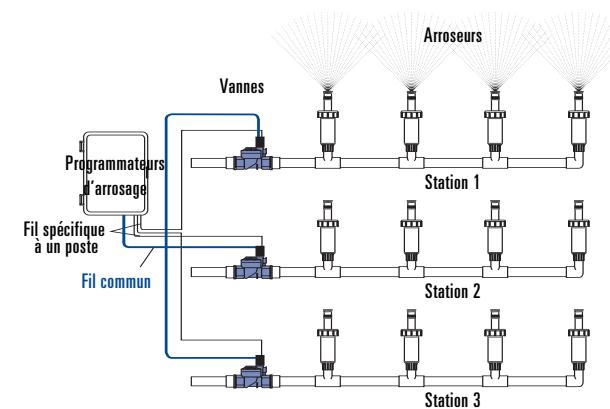 Arroseurs
Vannes
Programmateurs
d'arrosage
Station 1
Fil spécifique
à un poste
Fil commun
Station 2
Station 3